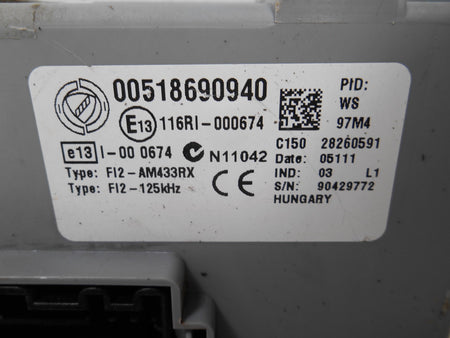 00518690940
PID:
WS
97M4
E13 116RI-000674
e13 I-00 0674
N11042
C150 28260591
Date: 05111
Type: FI2-AM433RX
IND: 03 L1
Type: FI2-125kHz
CE
S/N: 90429772
HUNGARY